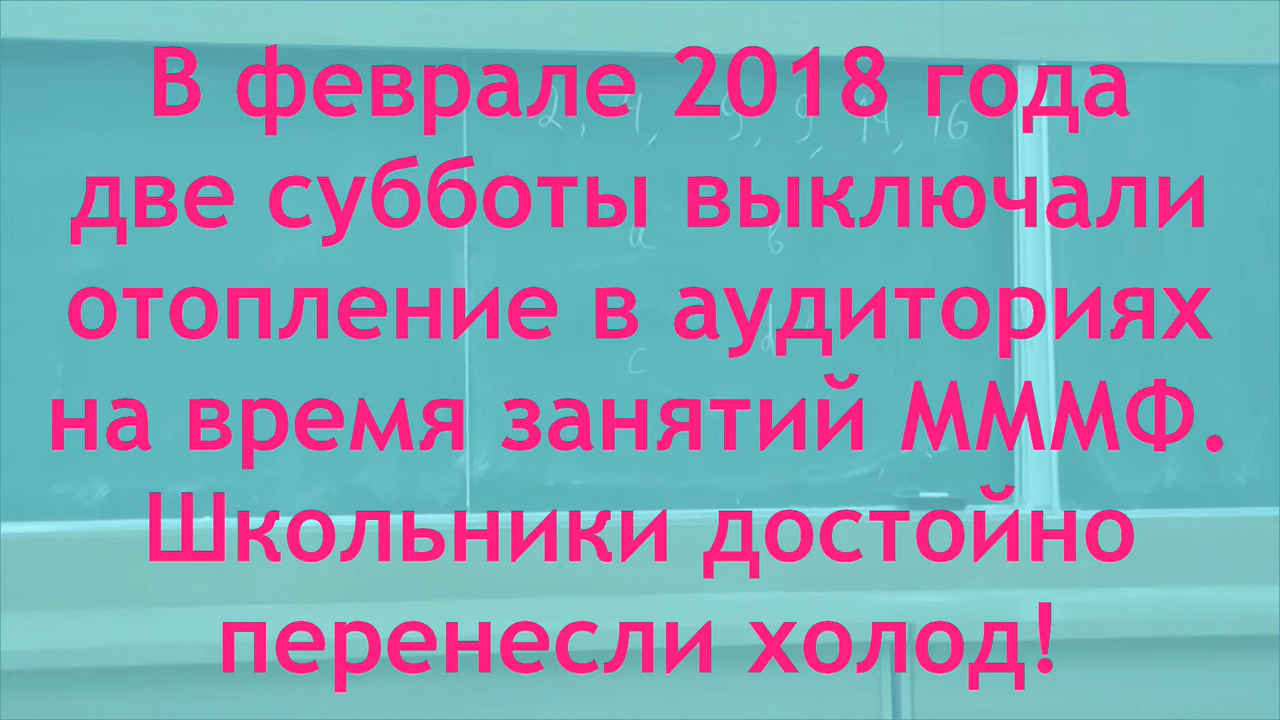 В феврале 2018 года
две субботы выключали
отопление в аудиториях
на время занятий МММФ.
Школьники достойно
перенесли холод!
a b
c d